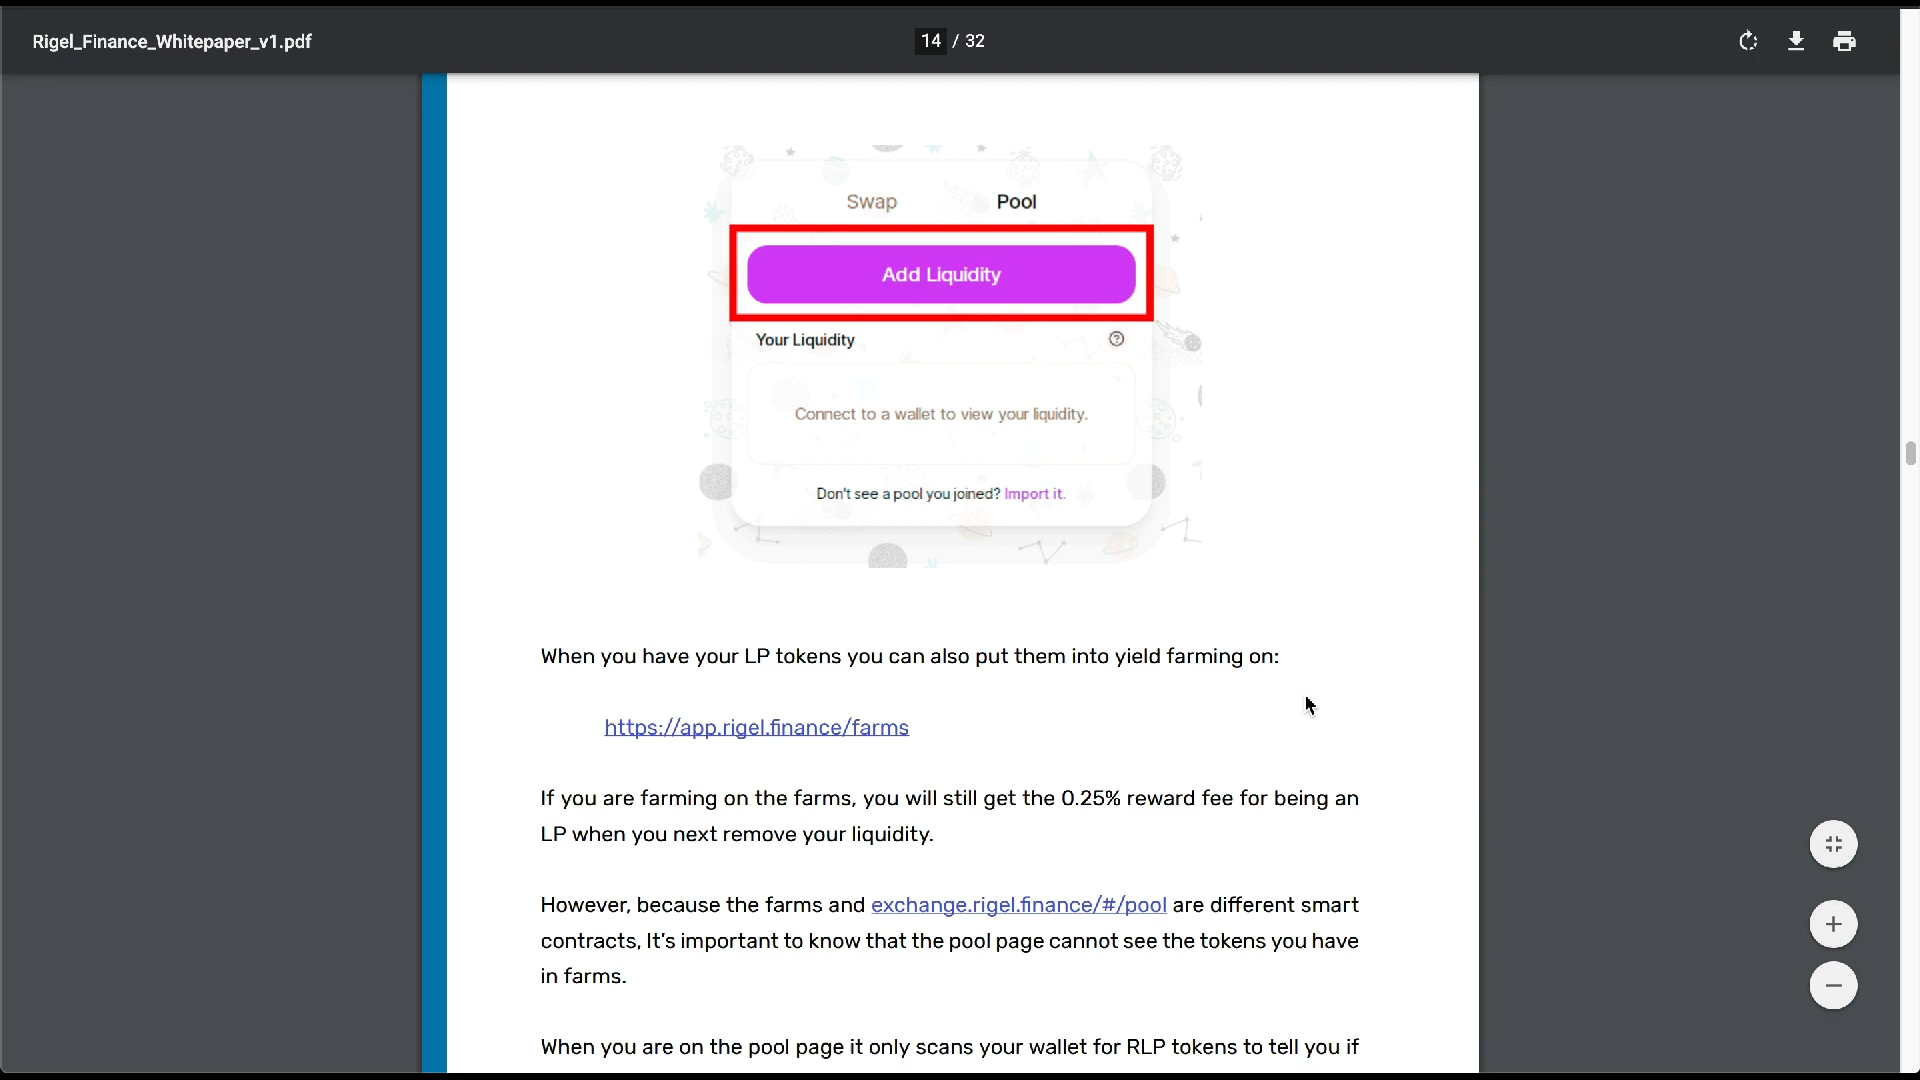 Rigel_Finance_Whitepaper_v1.pdf
14 / 32
Swap Pool
Add Liquidity
Your Liquidity
Connect to a wallet to view your liquidity.
Don't see a pool you joined? Import it.
When you have your LP tokens you can also put them into yield farming on:
https://app.rigel.finance/farms
If you are farming on the farms, you will still get the 0.25% reward fee for being an
LP when you next remove your liquidity.
However, because the farms and exchange.rigel.finance/#/pool are different smart
contracts, It's important to know that the pool page cannot see the tokens you have
in farms.
When you are on the pool page it only scans your wallet for RLP tokens to tell you if